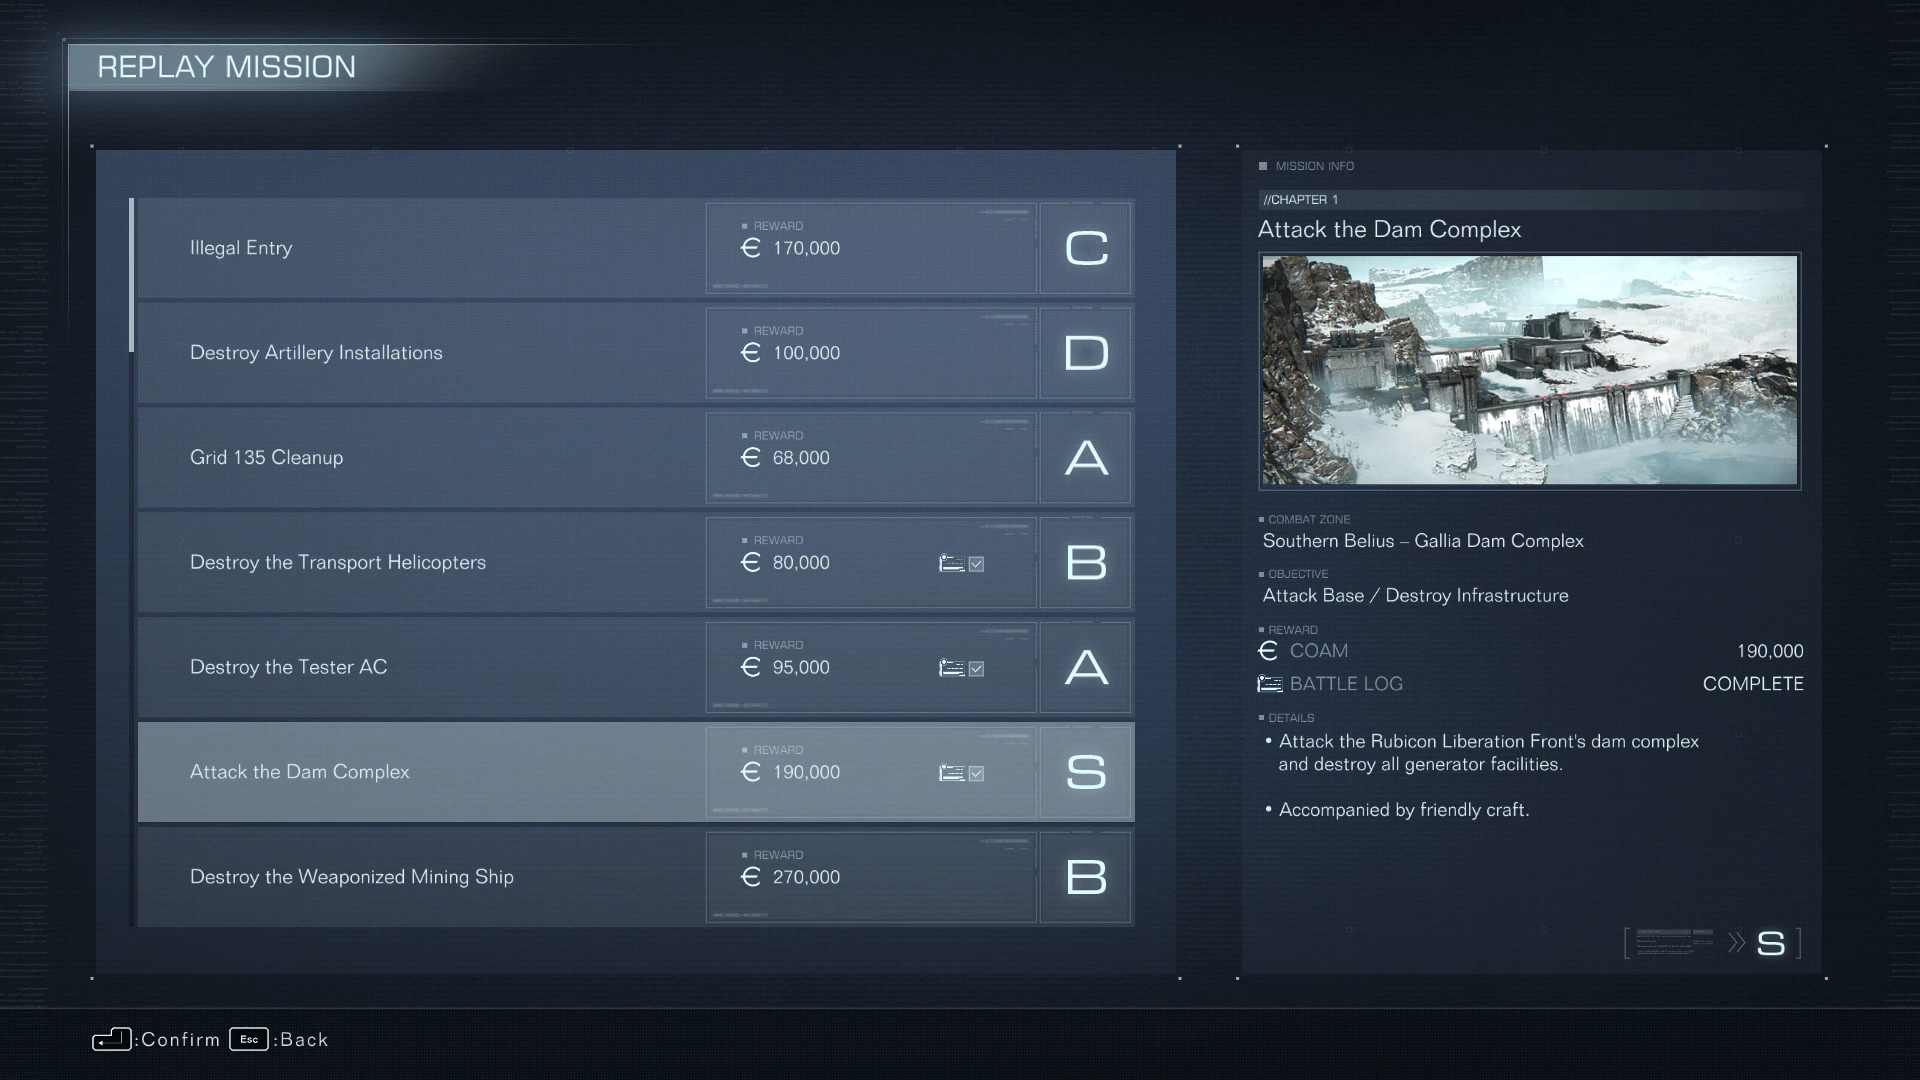 REPLAY MISSION
Illegal Entry
REWARD
170,000
C
Destroy Artillery Installations
REWARD
100,000
D
Grid 135 Cleanup
REWARD
68,000
A
Destroy the Transport Helicopters
REWARD
80,000
B
Destroy the Tester AC
REWARD
95,000
A
Attack the Dam Complex
REWARD
190,000
S
Destroy the Weaponized Mining Ship
REWARD
270,000
B
MISSION INFO
//CHAPTER 1
Attack the Dam Complex
COMBAT ZONE
Southern Belius – Gallia Dam Complex
OBJECTIVE
Attack Base / Destroy Infrastructure
REWARD
COAM 190,000
BATTLE LOG COMPLETE
DETAILS
• Attack the Rubicon Liberation Front's dam complex
and destroy all generator facilities.
• Accompanied by friendly craft.
S
:Confirm Esc :Back